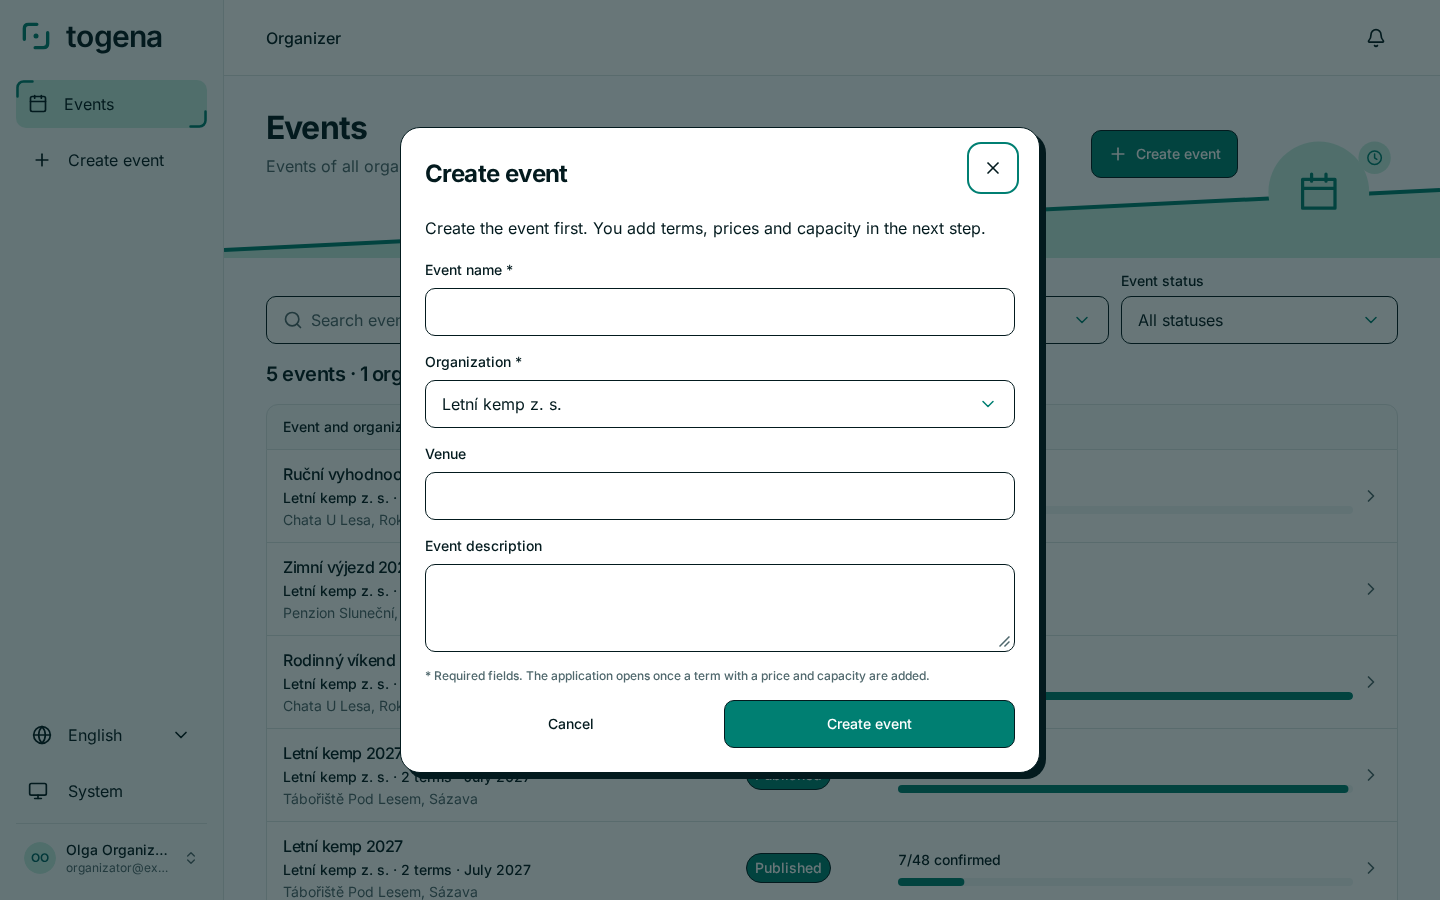 togena
Organizer
Events
Create event
Events
Events of all orga
Create event
Event status
Search ever
All statuses
5 events · 1 org
Event and organiz
Ruční vyhodnoc
Letní kemp z. s. ·
Chata U Lesa, Rok
Zimní výjezd 202
Letní kemp z. s. ·
Penzion Sluneční,
Rodinný víkend
Letní kemp z. s. ·
Chata U Lesa, Rok
Letní kemp 2027
Letní kemp z. s. · 2 terms · July 2027
Tábořiště Pod Lesem, Sázava
Published
Letní kemp 2027
Letní kemp z. s. · 2 terms · July 2027
Tábořiště Pod Lesem, Sázava
Published
7/48 confirmed
Create event
Create the event first. You add terms, prices and capacity in the next step.
Event name *
Organization *
Letní kemp z. s.
Venue
Event description
* Required fields. The application opens once a term with a price and capacity are added.
Cancel
Create event
English
System
OO
Olga Organiz...
organizator@ex...